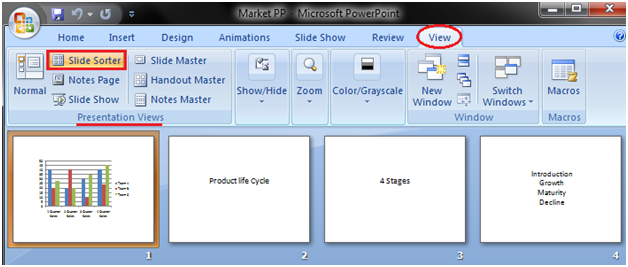 Market PP - Microsoft PowerPoint
Home Insert Design Animations Slide Show Review View
Slide Sorter Slide Master
Notes Page Handout Master
Slide Show Notes Master
Normal Show/Hide Zoom Color/Grayscale New Window Switch Windows Macros
Presentation Views Window Macros
Product life Cycle
4 Stages
Introduction
Growth
Maturity
Decline
1 2 3 4